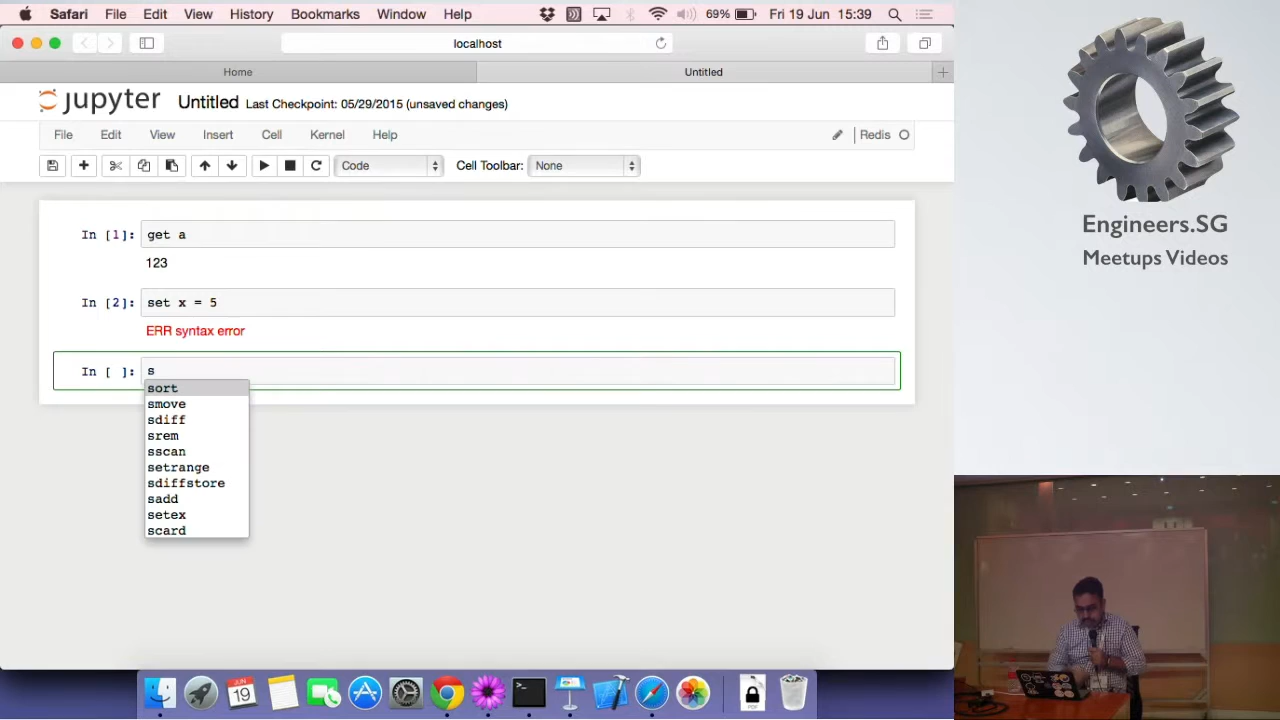 Safari File Edit View History Bookmarks Window Help 69% Fri 19 Jun 15:39
localhost
Home Untitled
jupyter Untitled Last Checkpoint: 05/29/2015 (unsaved changes)
File Edit View Insert Cell Kernel Help Redis
Code Cell Toolbar: None
In [1]: get a
123
In [2]: set x = 5
ERR syntax error
In [ ]: s
sort
smove
sdiff
srem
sscan
setrange
sdiffstore
sadd
setex
scard
JUN
19
PDF
Engineers.SG
Meetups Videos